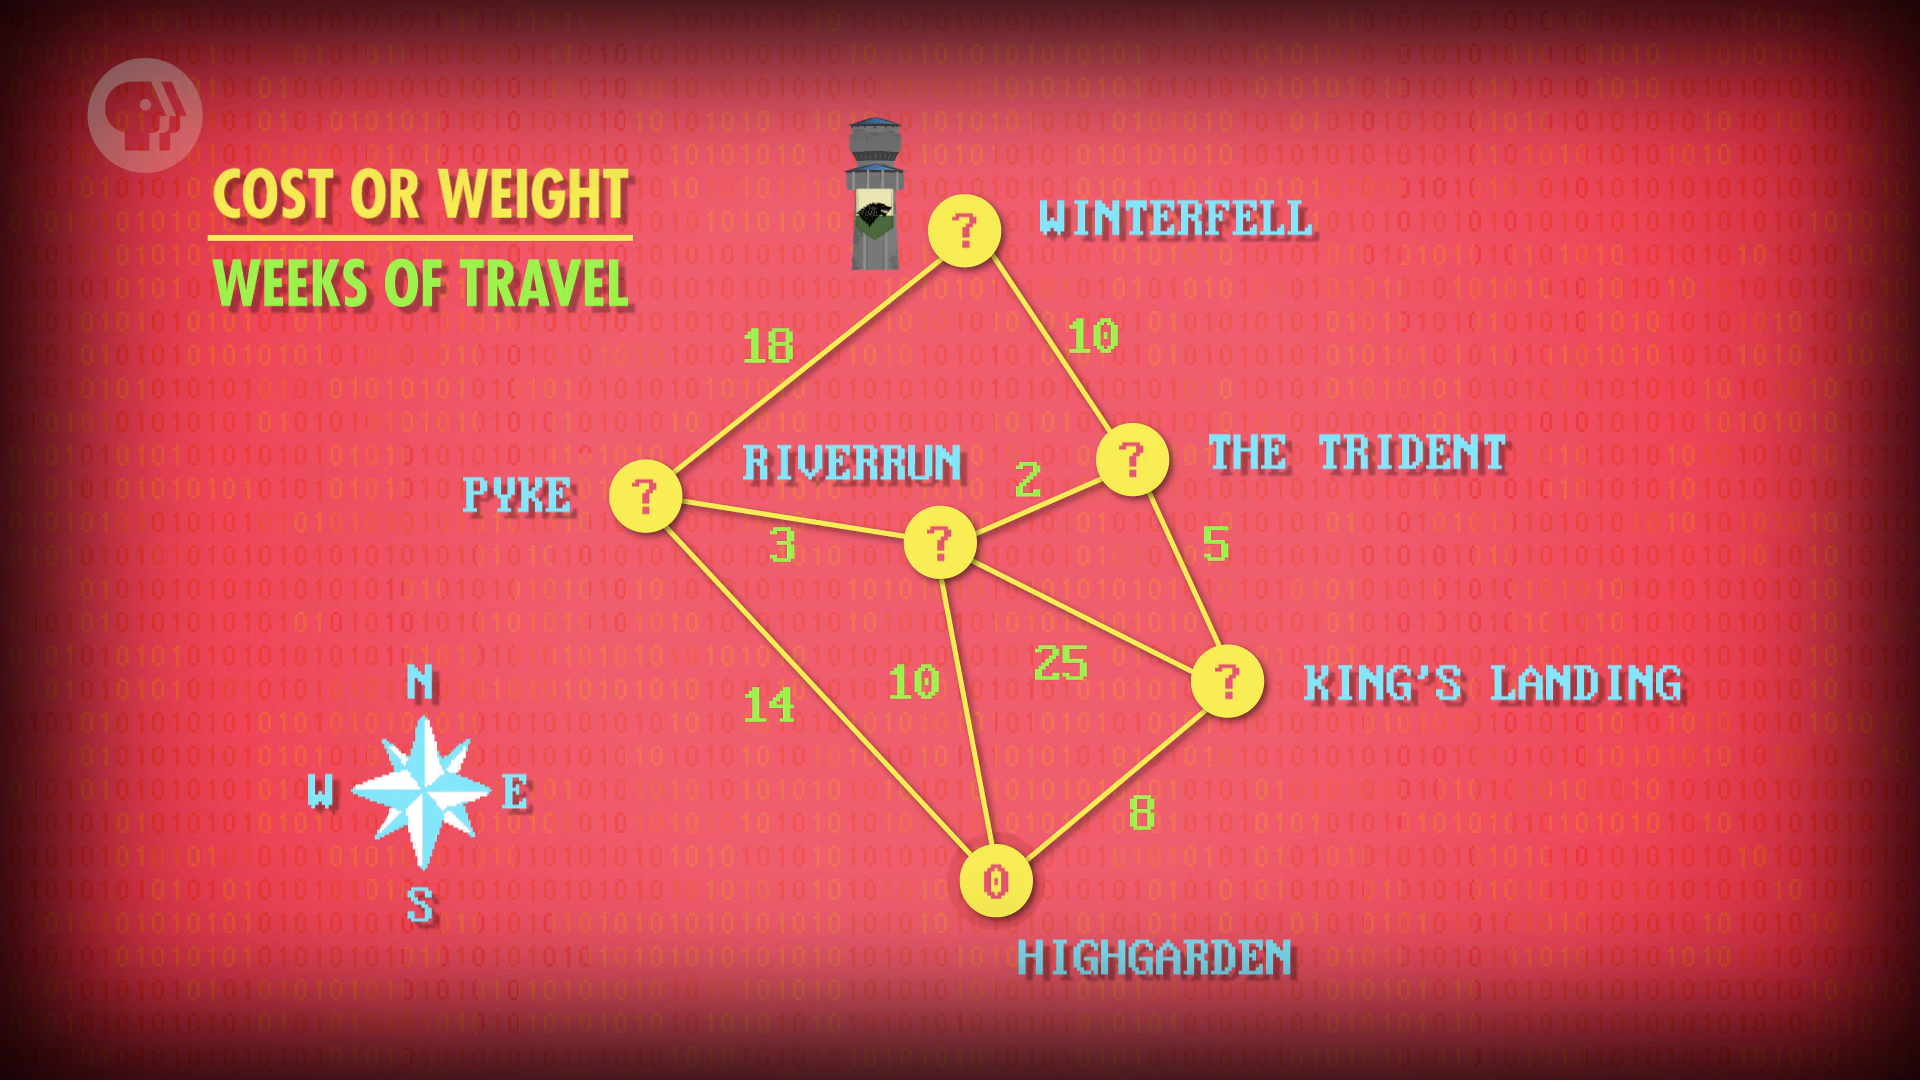 COST OR WEIGHT
WEEKS OF TRAVEL
?
WINTERFELL
18
10
RIVERRUN
2
?
THE TRIDENT
PYKE
?
3
?
5
10
25
14
?
KING'S LANDING
N
W
E
S
8
0
HIGHGARDEN